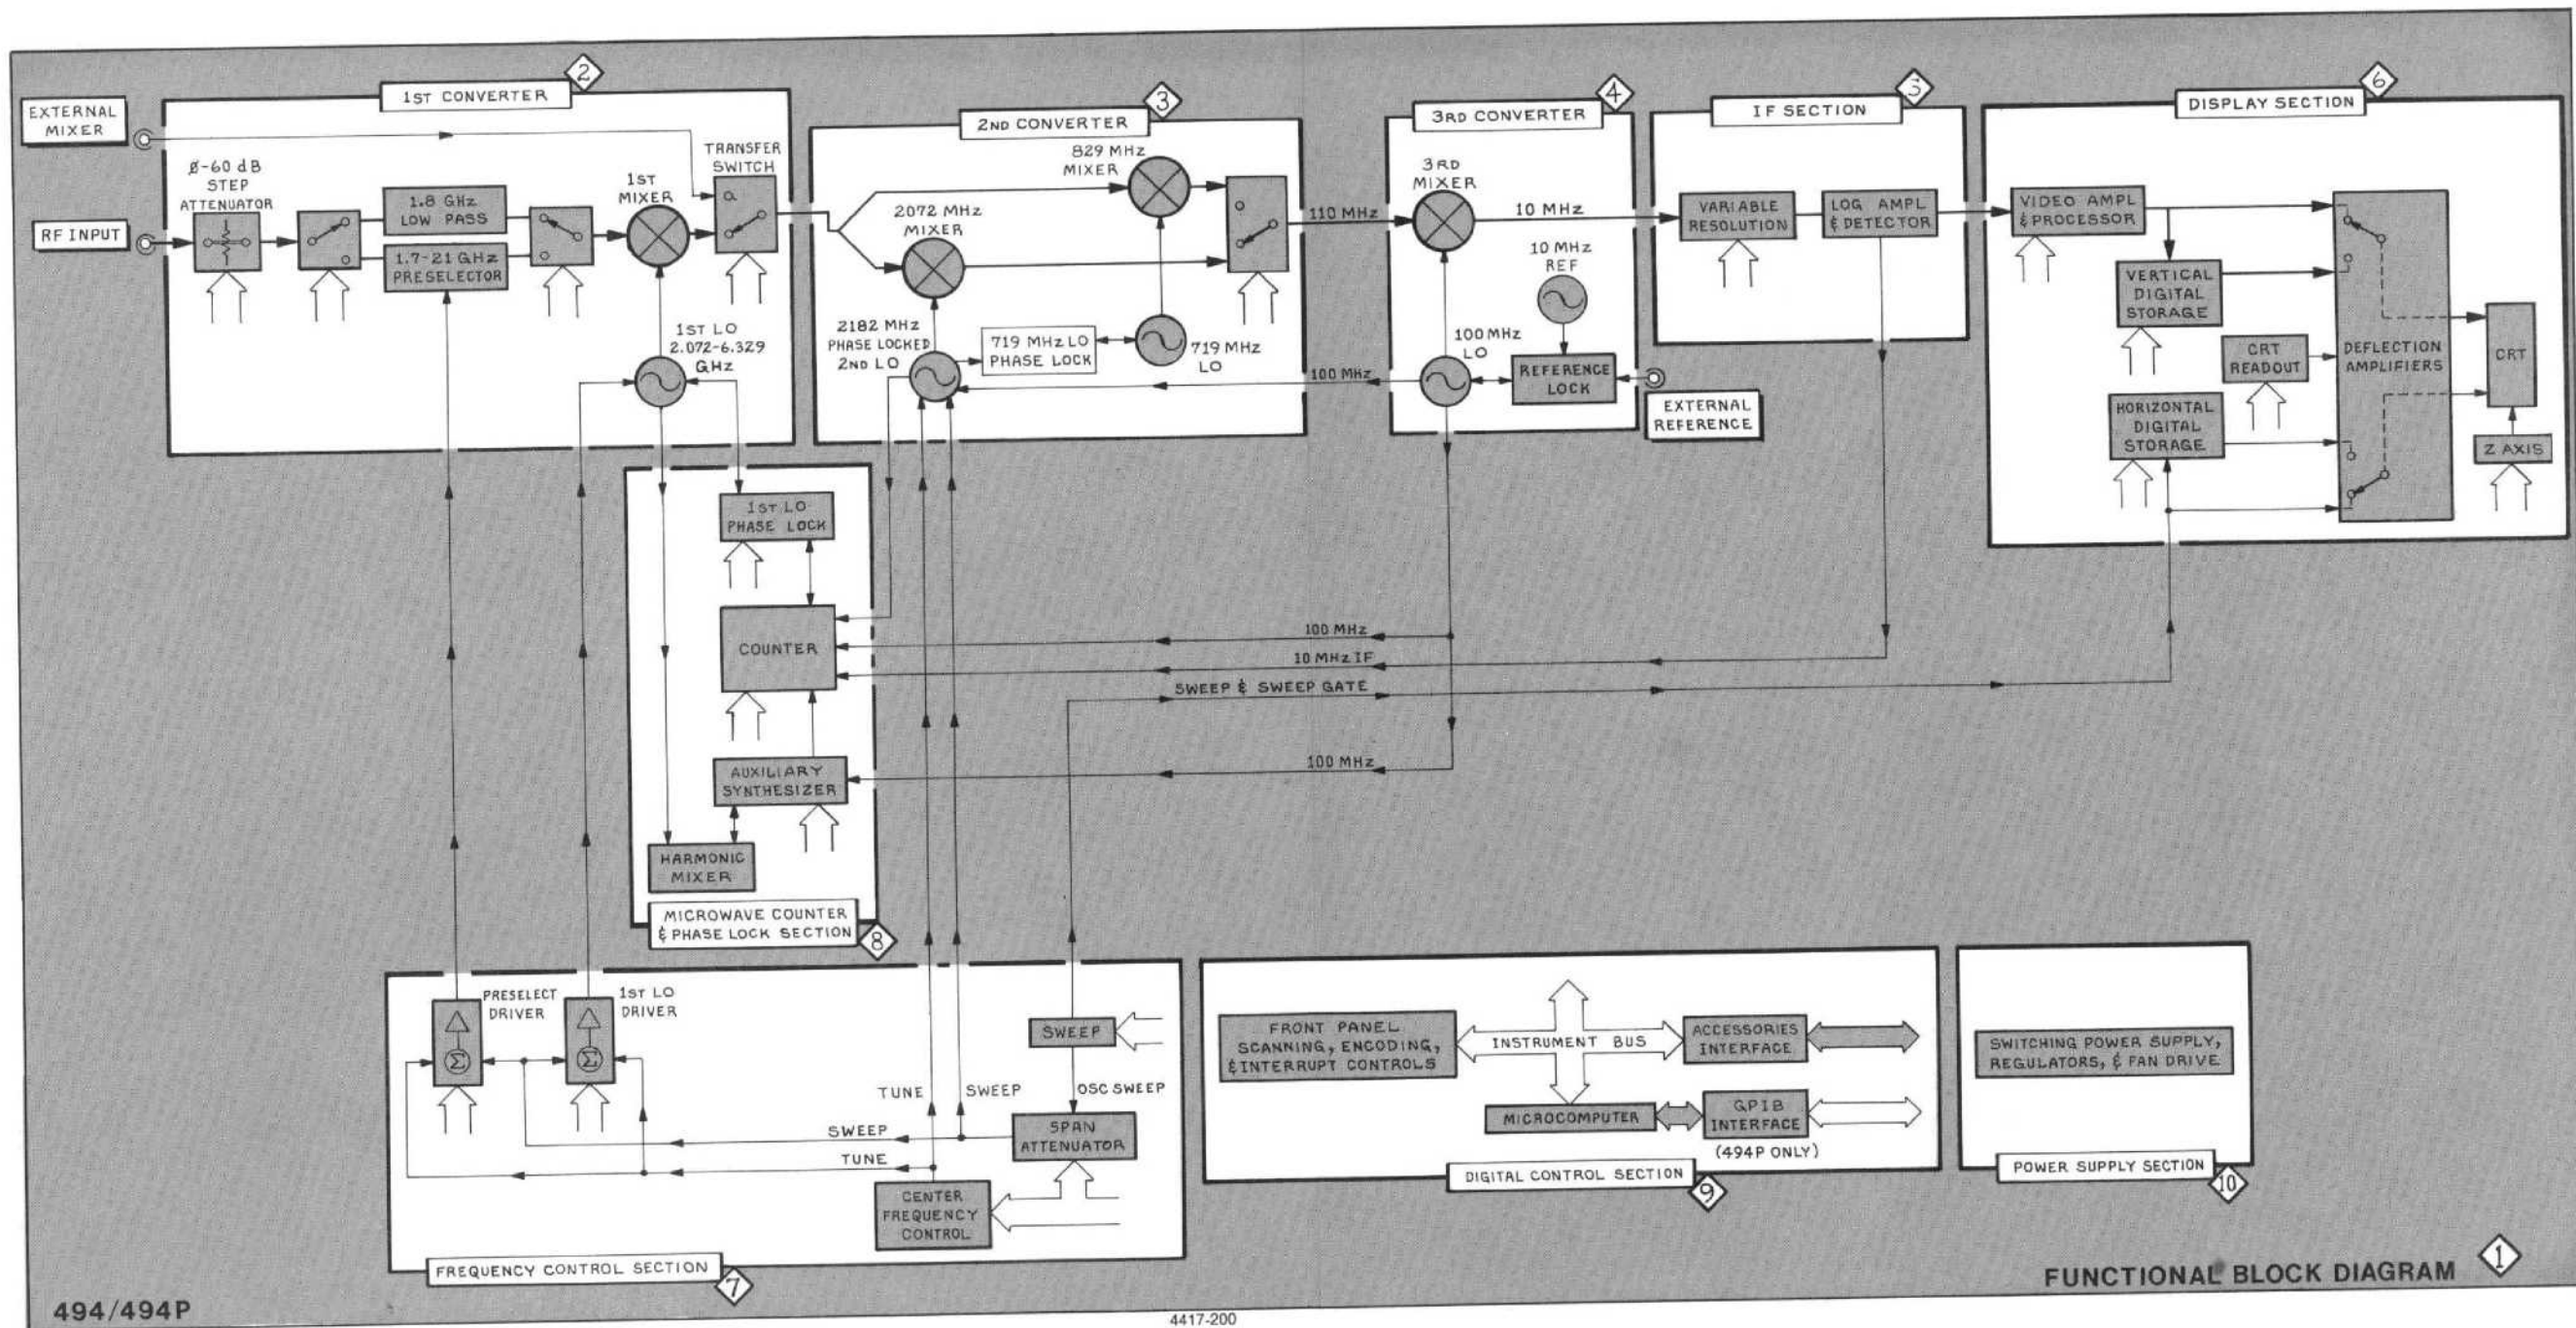 2
1ST CONVERTER
EXTERNAL
MIXER
Ø-60 dB
STEP
ATTENUATOR
RF INPUT
1.8 GHz
LOW PASS
1.7-21 GHz
PRESELECTOR
1ST
MIXER
TRANSFER
SWITCH
1ST LO
2.072-6.329
GHz
3
2ND CONVERTER
829 MHz
MIXER
2072 MHz
MIXER
2182 MHz
PHASE LOCKED
2ND LO
719 MHz LO
PHASE LOCK
719 MHz
LO
110 MHz
100 MHz
4
3RD CONVERTER
3RD
MIXER
10 MHz
10 MHz
REF
100 MHz
LO
REFERENCE
LOCK
EXTERNAL
REFERENCE
5
IF SECTION
VARIABLE
RESOLUTION
LOG AMPL
& DETECTOR
6
DISPLAY SECTION
VIDEO AMPL
& PROCESSOR
VERTICAL
DIGITAL
STORAGE
CRT
READOUT
HORIZONTAL
DIGITAL
STORAGE
DEFLECTION
AMPLIFIERS
CRT
Z AXIS
1ST LO
PHASE LOCK
COUNTER
100 MHz
10 MHz IF
SWEEP & SWEEP GATE
100 MHz
AUXILIARY
SYNTHESIZER
HARMONIC
MIXER
MICROWAVE COUNTER
& PHASE LOCK SECTION
8
PRESELECT
DRIVER
Σ
1ST LO
DRIVER
Σ
SWEEP
TUNE
SWEEP
OSC SWEEP
SPAN
ATTENUATOR
SWEEP
TUNE
CENTER
FREQUENCY
CONTROL
FREQUENCY CONTROL SECTION
7
FRONT PANEL
SCANNING, ENCODING,
& INTERRUPT CONTROLS
INSTRUMENT BUS
ACCESSORIES
INTERFACE
MICROCOMPUTER
GPIB
INTERFACE
(494P ONLY)
DIGITAL CONTROL SECTION
9
SWITCHING POWER SUPPLY,
REGULATORS, & FAN DRIVE
POWER SUPPLY SECTION
10
FUNCTIONAL BLOCK DIAGRAM
1
494/494P
4417-200